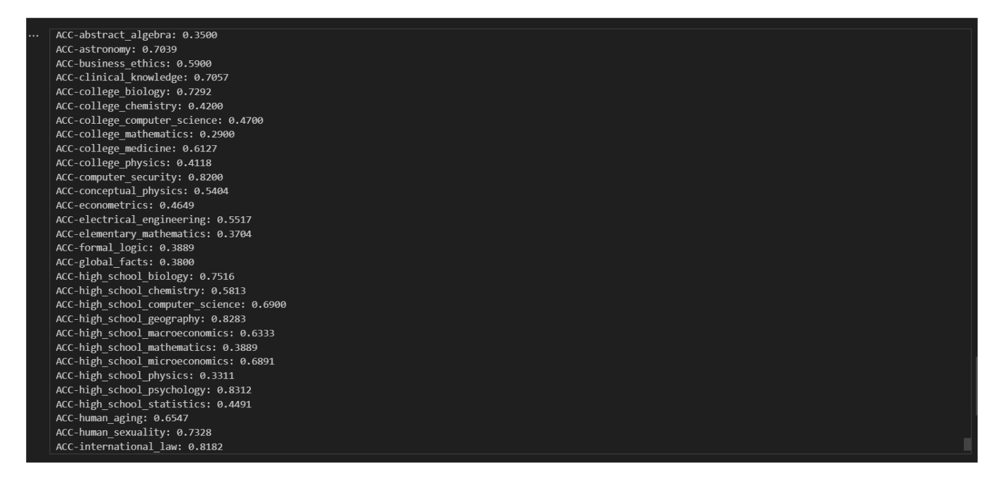 ... ACC-abstract_algebra: 0.3500
ACC-astronomy: 0.7039
ACC-business_ethics: 0.5900
ACC-clinical_knowledge: 0.7057
ACC-college_biology: 0.7292
ACC-college_chemistry: 0.4200
ACC-college_computer_science: 0.4700
ACC-college_mathematics: 0.2900
ACC-college_medicine: 0.6127
ACC-college_physics: 0.4118
ACC-computer_security: 0.8200
ACC-conceptual_physics: 0.5404
ACC-econometrics: 0.4649
ACC-electrical_engineering: 0.5517
ACC-elementary_mathematics: 0.3704
ACC-formal_logic: 0.3889
ACC-global_facts: 0.3800
ACC-high_school_biology: 0.7516
ACC-high_school_chemistry: 0.5813
ACC-high_school_computer_science: 0.6900
ACC-high_school_geography: 0.8283
ACC-high_school_macroeconomics: 0.6333
ACC-high_school_mathematics: 0.3889
ACC-high_school_microeconomics: 0.6891
ACC-high_school_physics: 0.3311
ACC-high_school_psychology: 0.8312
ACC-high_school_statistics: 0.4491
ACC-human_aging: 0.6547
ACC-human_sexuality: 0.7328
ACC-international_law: 0.8182